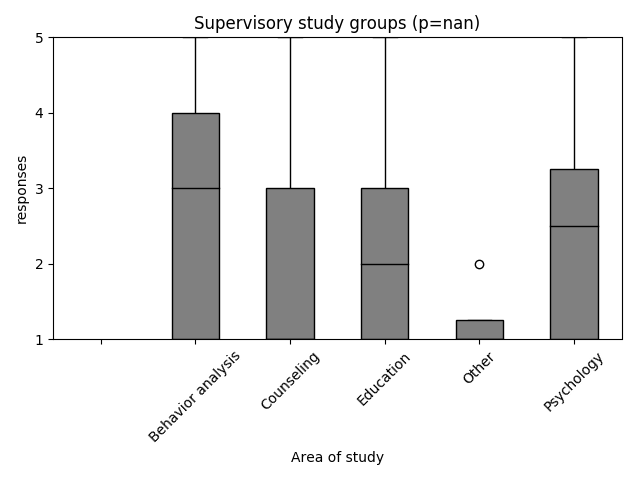 Supervisory study groups (p=nan)
5
4
3
2
1
responses
Behavior analysis
Counseling
Education
Other
Psychology
Area of study